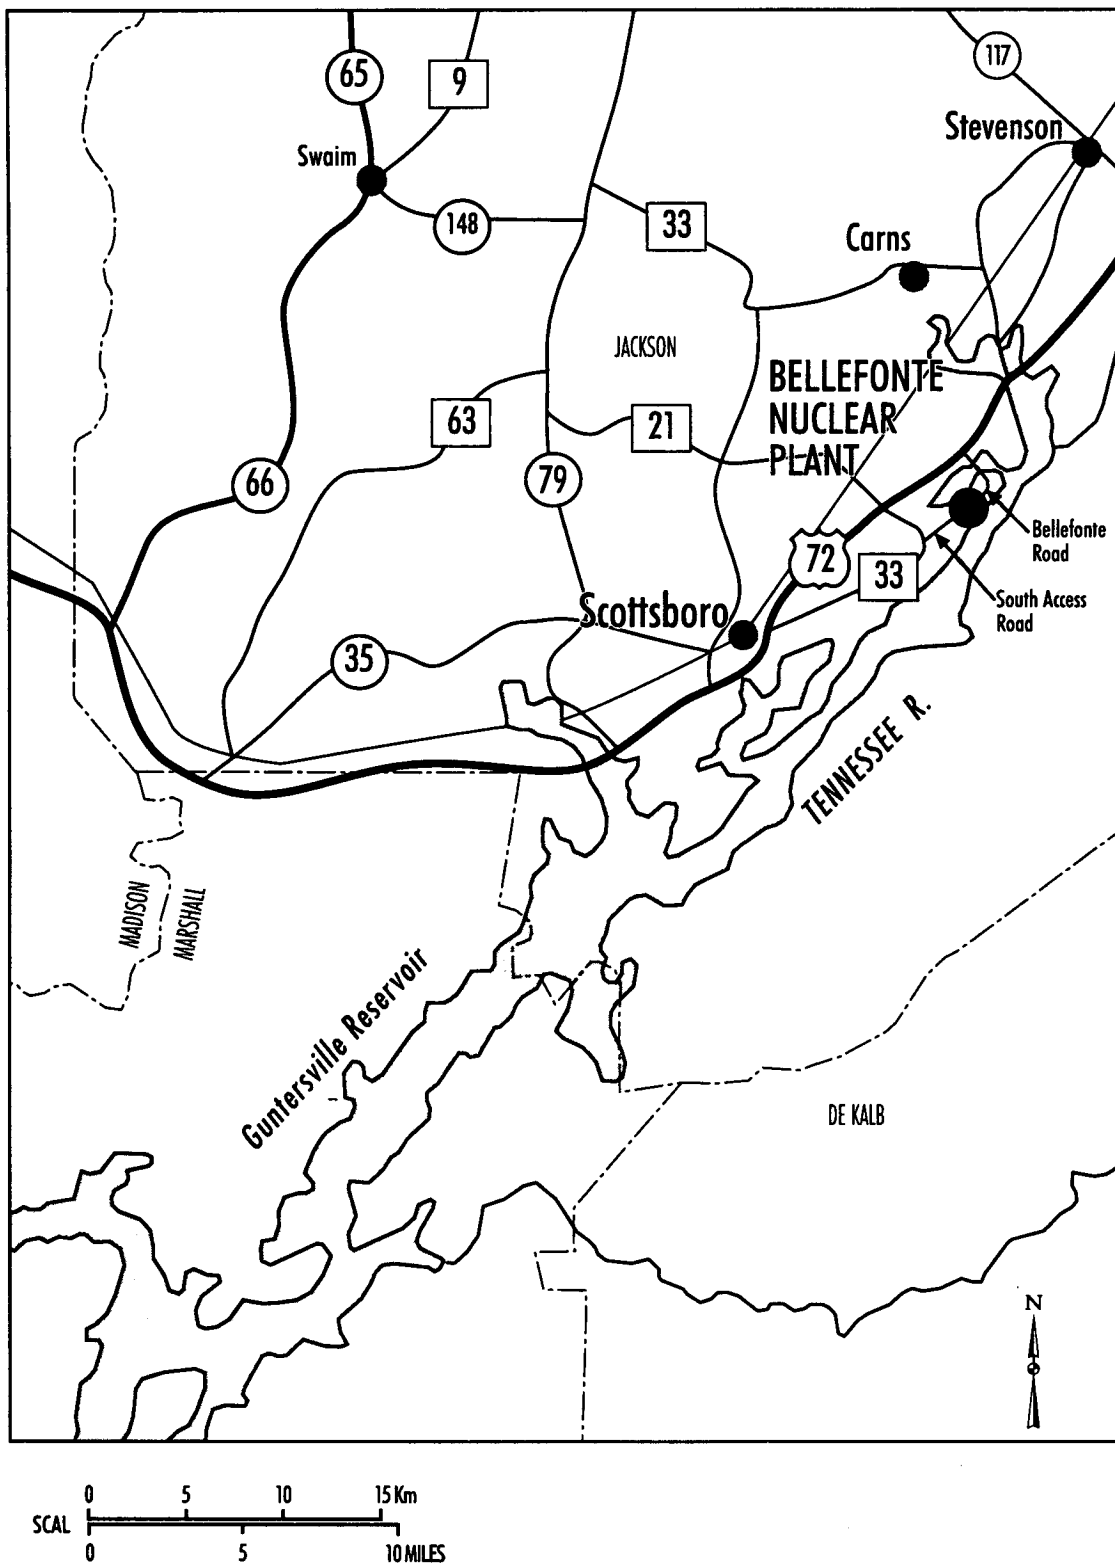 65
9
117
Stevenson
Swaim
148
33
Carns
JACKSON
BELLEFONTE
NUCLEAR
PLANT
63
21
66
79
72
33
Bellefonte
Road
South Access
Road
Scottsboro
35
TENNESSEE R.
MADISON
MARSHALL
Guntersville Reservoir
DE KALB
N
0 5 10 15 Km
SCAL
0 5 10 MILES